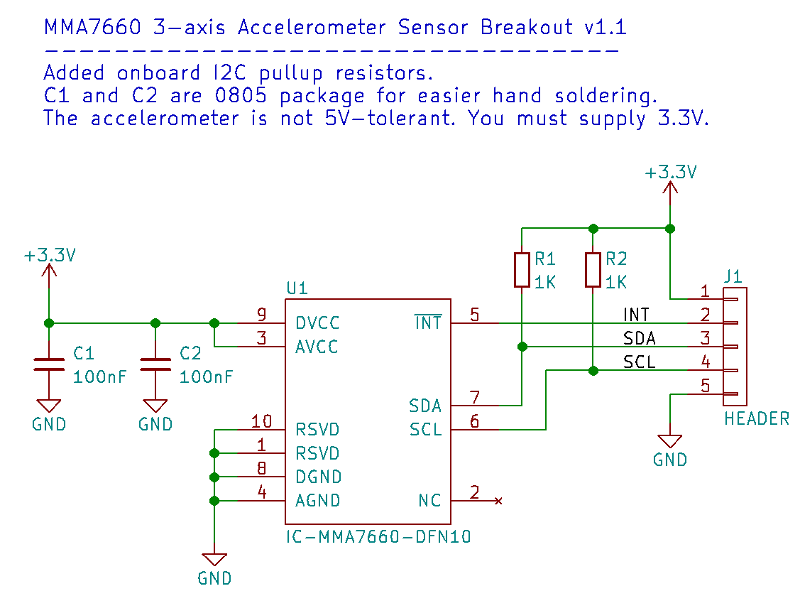 MMA7660 3-axis Accelerometer Sensor Breakout v1.1
---------------------------------
Added onboard I2C pullup resistors.
C1 and C2 are 0805 package for easier hand soldering.
The accelerometer is not 5V-tolerant. You must supply 3.3V.
+3.3V
+3.3V
R1
1K
R2
1K
J1
1
2
3
4
5
HEADER
INT
SDA
SCL
GND
U1
9
DVCC
3
AVCC
10
RSVD
1
RSVD
8
DGND
4
AGND
INT
5
SDA
7
SCL
6
NC
2
IC-MMA7660-DFN10
C1
100nF
C2
100nF
GND
GND
GND